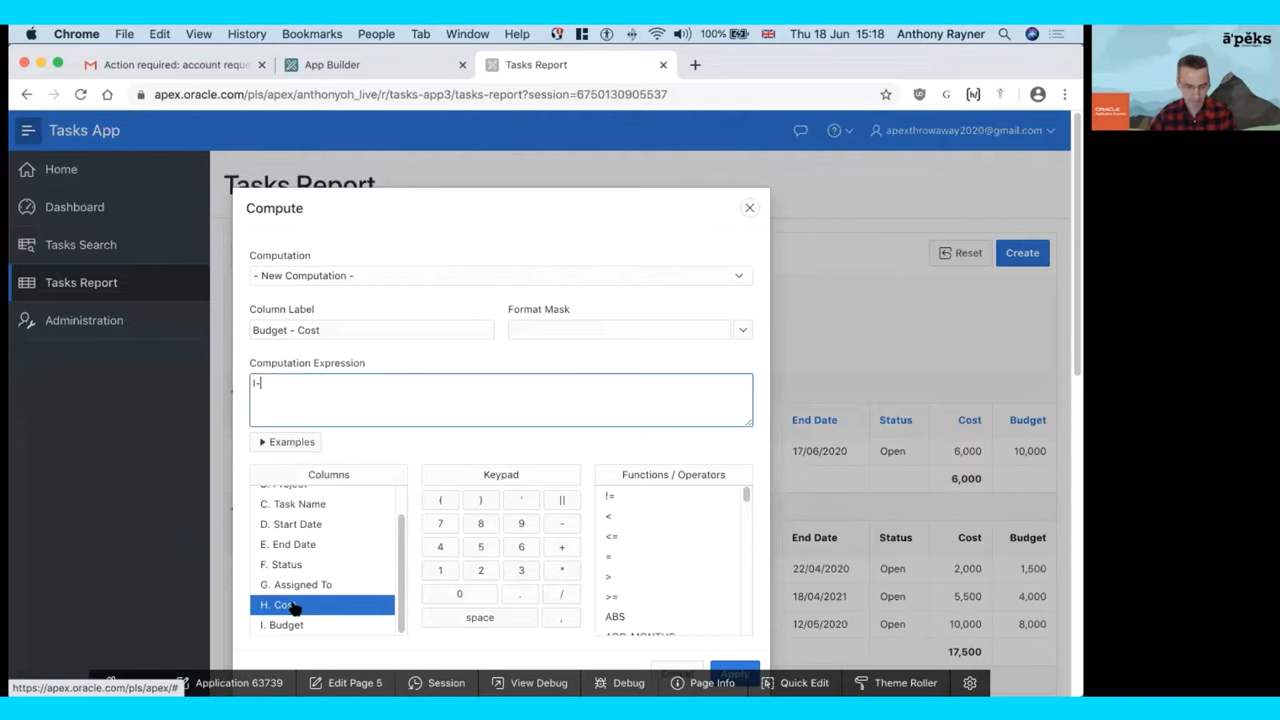 Chrome File Edit View History Bookmarks People Tab Window Help 100% Thu 18 Jun 15:18 Anthony Rayner
āʹpěks
Action required: account reque
App Builder
Tasks Report
apex.oracle.com/pls/apex/anthonyoh_live/r/tasks-app3/tasks-report?session=6750130905537
ORACLE
Tasks App
apexthrowaway2020@gmail.com
Home
Dashboard
Tasks Search
Tasks Report
Administration
Tasks Report
Reset
Create
Compute
Computation
- New Computation -
Column Label
Format Mask
Budget - Cost
Computation Expression
I-
Examples
Columns
Keypad
Functions / Operators
C. Task Name
D. Start Date
E. End Date
F. Status
G. Assigned To
H. Cost
I. Budget
( ) ' ||
7 8 9 -
4 5 6 +
1 2 3 *
0 . /
space ,
!=
<
<=
=
>
>=
ABS
End Date Status Cost Budget
17/06/2020 Open 6,000 10,000
6,000
End Date Status Cost Budget
22/04/2020 Open 2,000 1,500
18/04/2021 Open 5,500 4,000
12/05/2020 Open 10,000 8,000
17,500
Apply
https://apex.oracle.com/pls/apex/#
Application 63739
Edit Page 5
Session
View Debug
Debug
Page Info
Quick Edit
Theme Roller